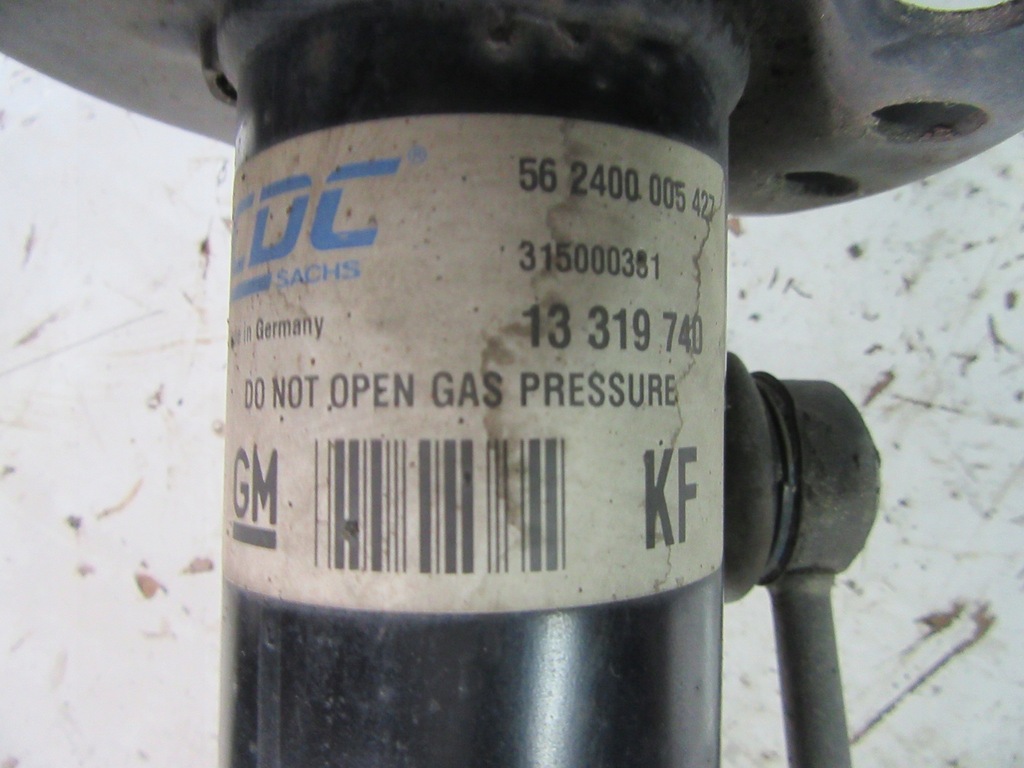 CDC®
SACHS
56 2400 005 427
315000381
in Germany
13 319 740
DO NOT OPEN GAS PRESSURE
GM
KF